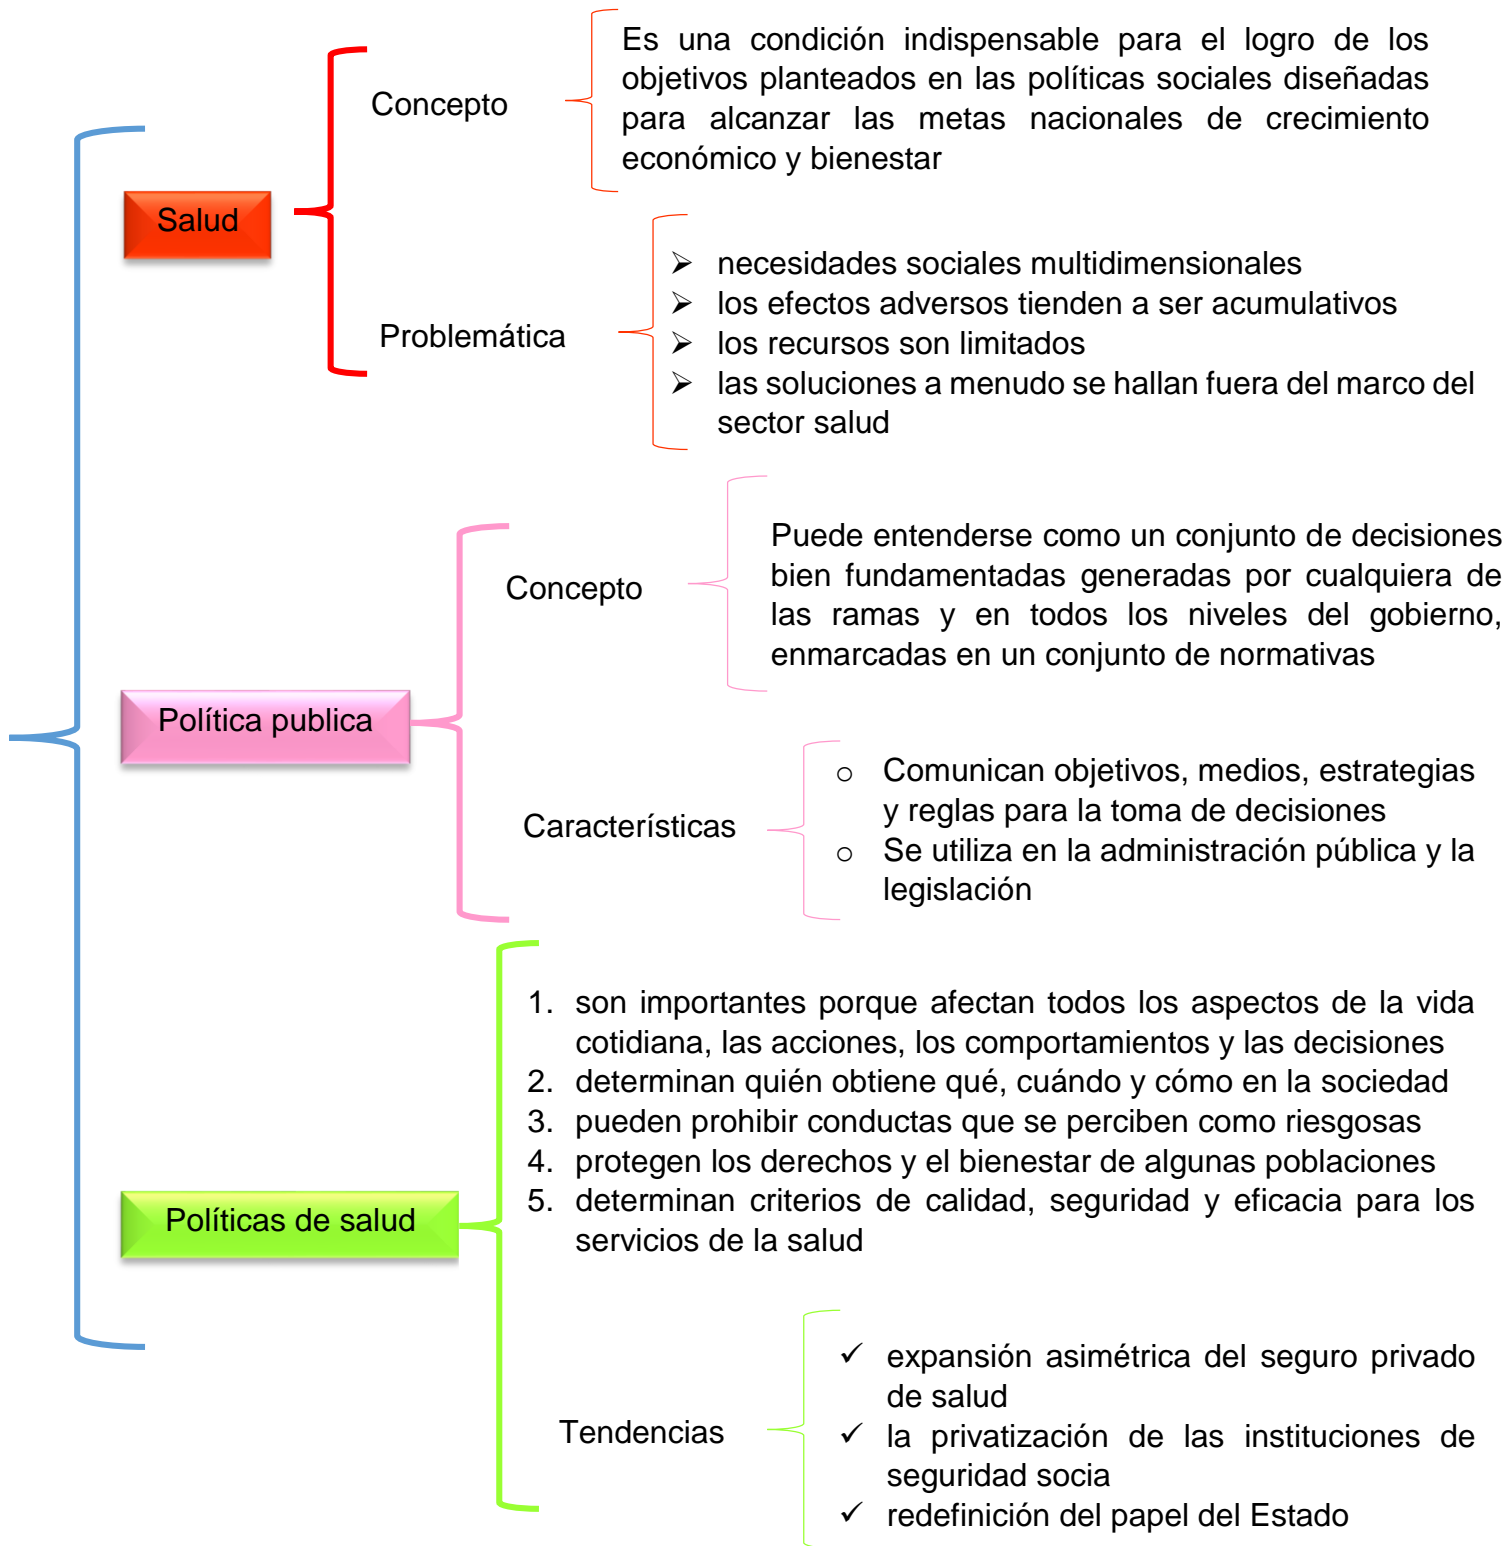 Salud
Concepto
Es una condición indispensable para el logro de los
objetivos planteados en las políticas sociales diseñadas
para alcanzar las metas nacionales de crecimiento
económico y bienestar
Problemática
➢ necesidades sociales multidimensionales
➢ los efectos adversos tienden a ser acumulativos
➢ los recursos son limitados
➢ las soluciones a menudo se hallan fuera del marco del
sector salud
Política publica
Concepto
Puede entenderse como un conjunto de decisiones
bien fundamentadas generadas por cualquiera de
las ramas y en todos los niveles del gobierno,
enmarcadas en un conjunto de normativas
Características
o Comunican objetivos, medios, estrategias
y reglas para la toma de decisiones
o Se utiliza en la administración pública y la
legislación
Políticas de salud
1. son importantes porque afectan todos los aspectos de la vida
cotidiana, las acciones, los comportamientos y las decisiones
2. determinan quién obtiene qué, cuándo y cómo en la sociedad
3. pueden prohibir conductas que se perciben como riesgosas
4. protegen los derechos y el bienestar de algunas poblaciones
5. determinan criterios de calidad, seguridad y eficacia para los
servicios de la salud
Tendencias
✓ expansión asimétrica del seguro privado
de salud
✓ la privatización de las instituciones de
seguridad socia
✓ redefinición del papel del Estado